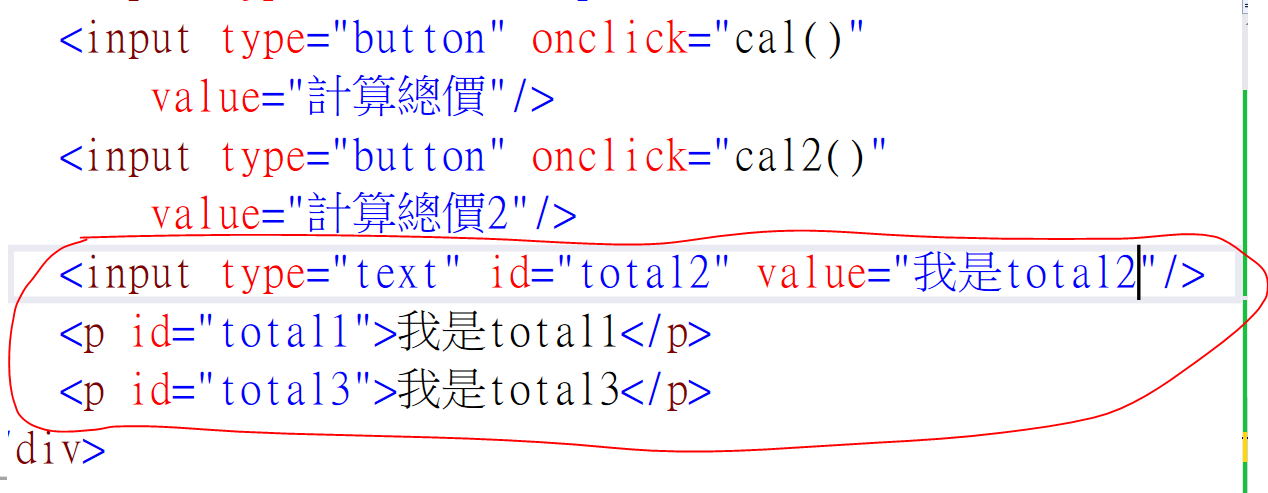 <input type="button" onclick="cal()"
value="計算總價"/>
<input type="button" onclick="cal2()"
value="計算總價2"/>
<input type="text" id="total2" value="我是total2"/>
<p id="total1">我是total1</p>
<p id="total3">我是total3</p>
/div>